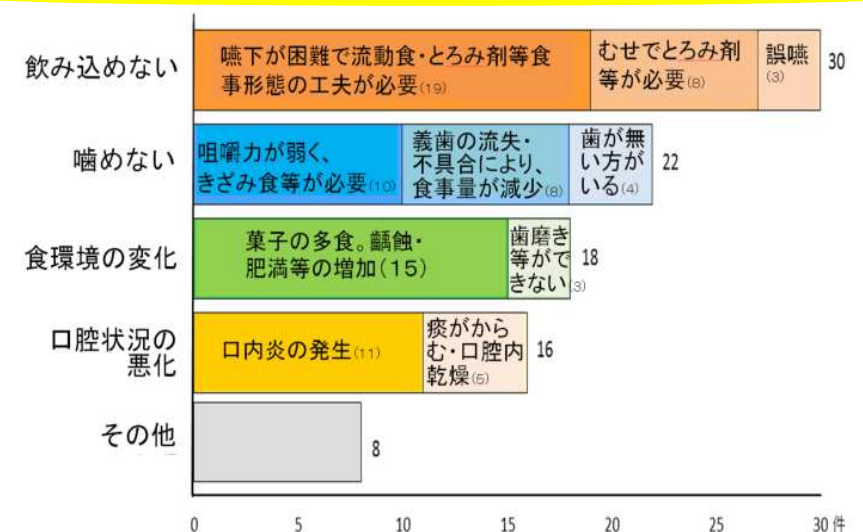 飲み込めない
嚥下が困難で流動食・とろみ剤等食
事形態の工夫が必要(19)
むせでとろみ剤
等が必要(8)
誤嚥
(3)
30
噛めない
咀嚼力が弱く、
きざみ食等が必要(10)
義歯の流失・
不具合により、
食事量が減少(8)
歯が無
い方が
いる(4)
22
食環境の変化
菓子の多食。齲蝕・
肥満等の増加(15)
歯磨き
等がで
きない(3)
18
口腔状況の
悪化
口内炎の発生(11)
痰がから
む・口腔内
乾燥(5)
16
その他
8
0 5 10 15 20 25 30 件